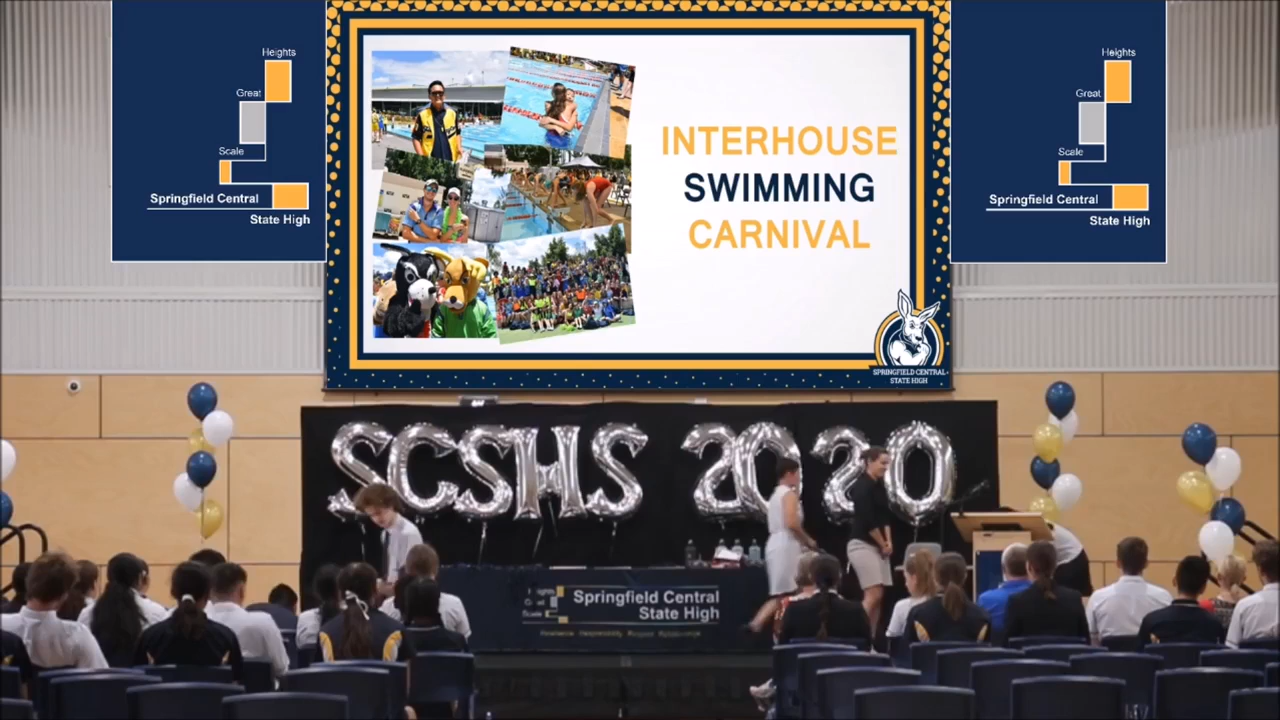 Heights
Great
Scale
Springfield Central
State High
INTERHOUSE
SWIMMING
CARNIVAL
SPRINGFIELD CENTRAL
STATE HIGH
Heights
Great
Scale
Springfield Central
State High
SCSHS 2020
Springfield Central
State High